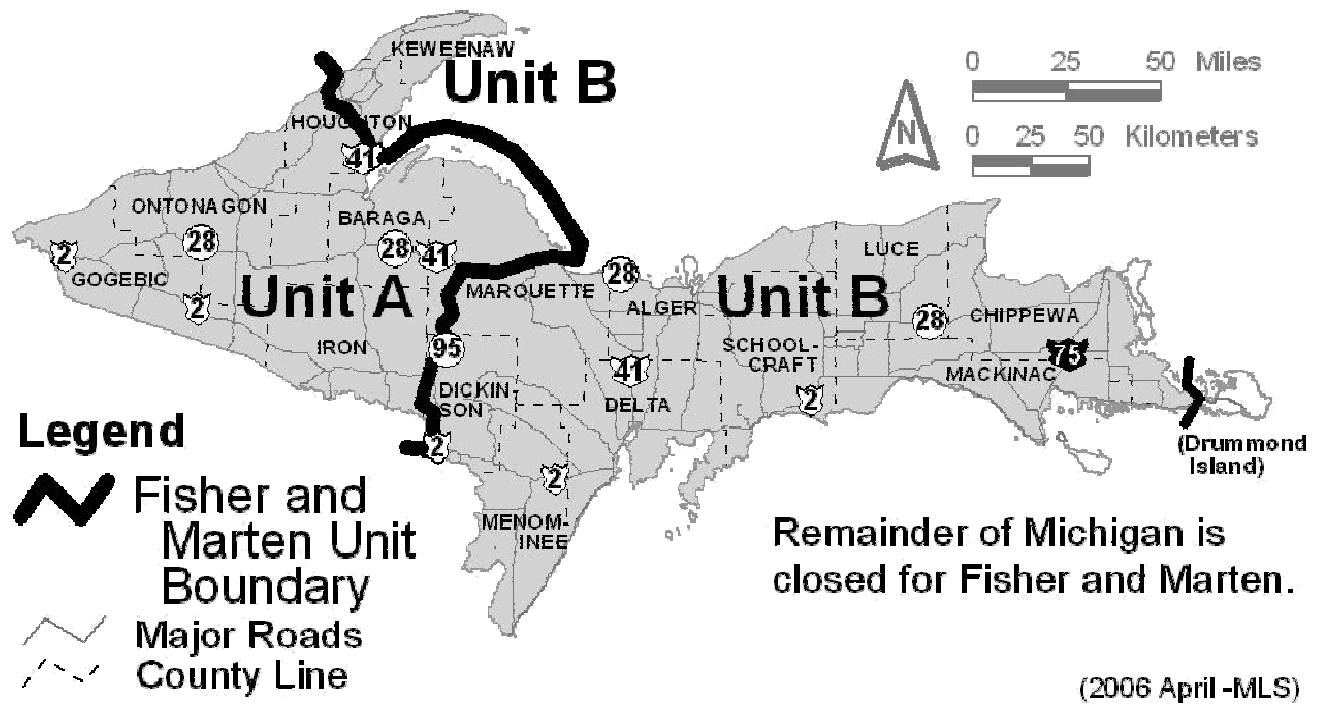 KEWEENAW
Unit B
HOUGHTON
41
N
0 25 50 Miles
0 25 50 Kilometers
ONTONAGON
28
2
GOGEBIC
2
BARAGA
28
41
Unit A
IRON
MARQUETTE
95
DICKIN-
SON
2
28
ALGER
41
DELTA
2
MENOM-
INEE
Unit B
LUCE
28
SCHOOL-
CRAFT
2
CHIPPEWA
75
MACKINAC
(Drummond
Island)
Legend
Fisher and
Marten Unit
Boundary
Major Roads
County Line
Remainder of Michigan is
closed for Fisher and Marten.
(2006 April -MLS)